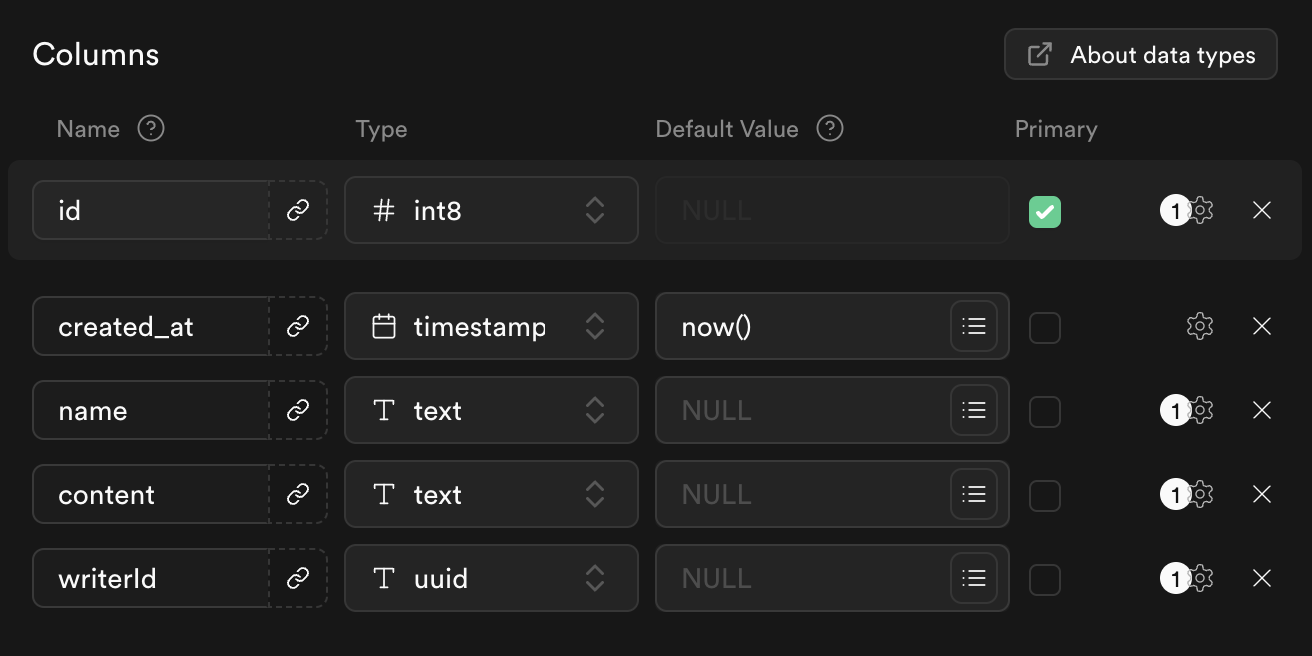 Columns
About data types
Name ? Type Default Value ? Primary
id # int8 NULL 1
created_at timestamp now()
name T text NULL 1
content T text NULL 1
writerId T uuid NULL 1